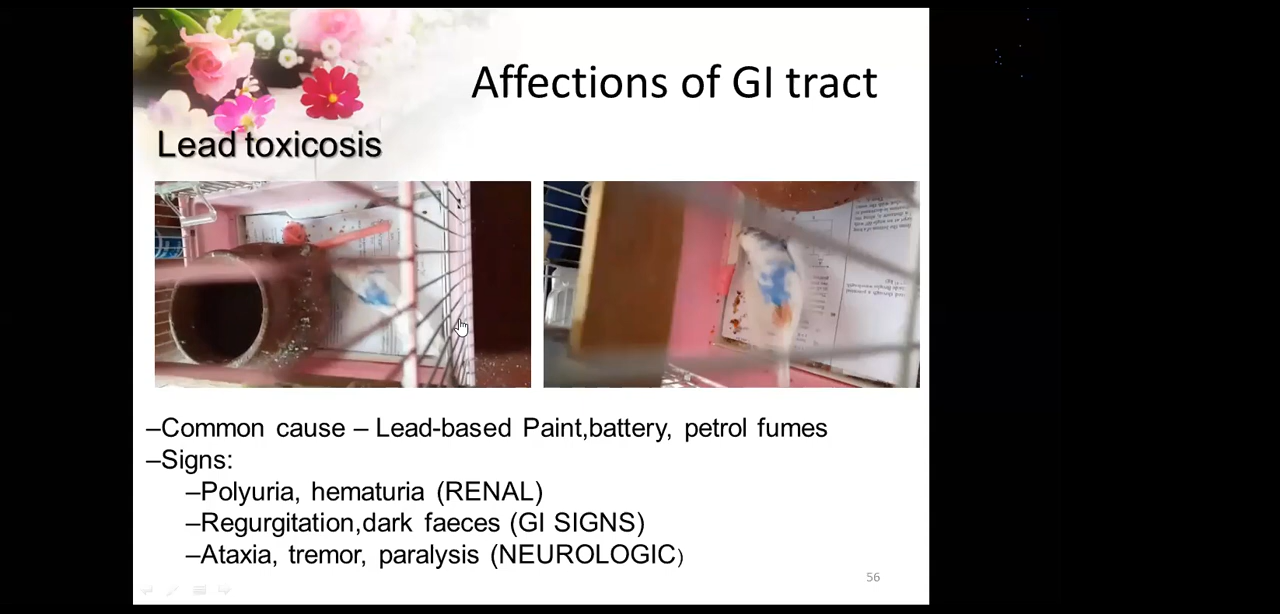 Affections of GI tract
Lead toxicosis
–Common cause – Lead-based Paint,battery, petrol fumes
–Signs:
–Polyuria, hematuria (RENAL)
–Regurgitation,dark faeces (GI SIGNS)
–Ataxia, tremor, paralysis (NEUROLOGIC)
56